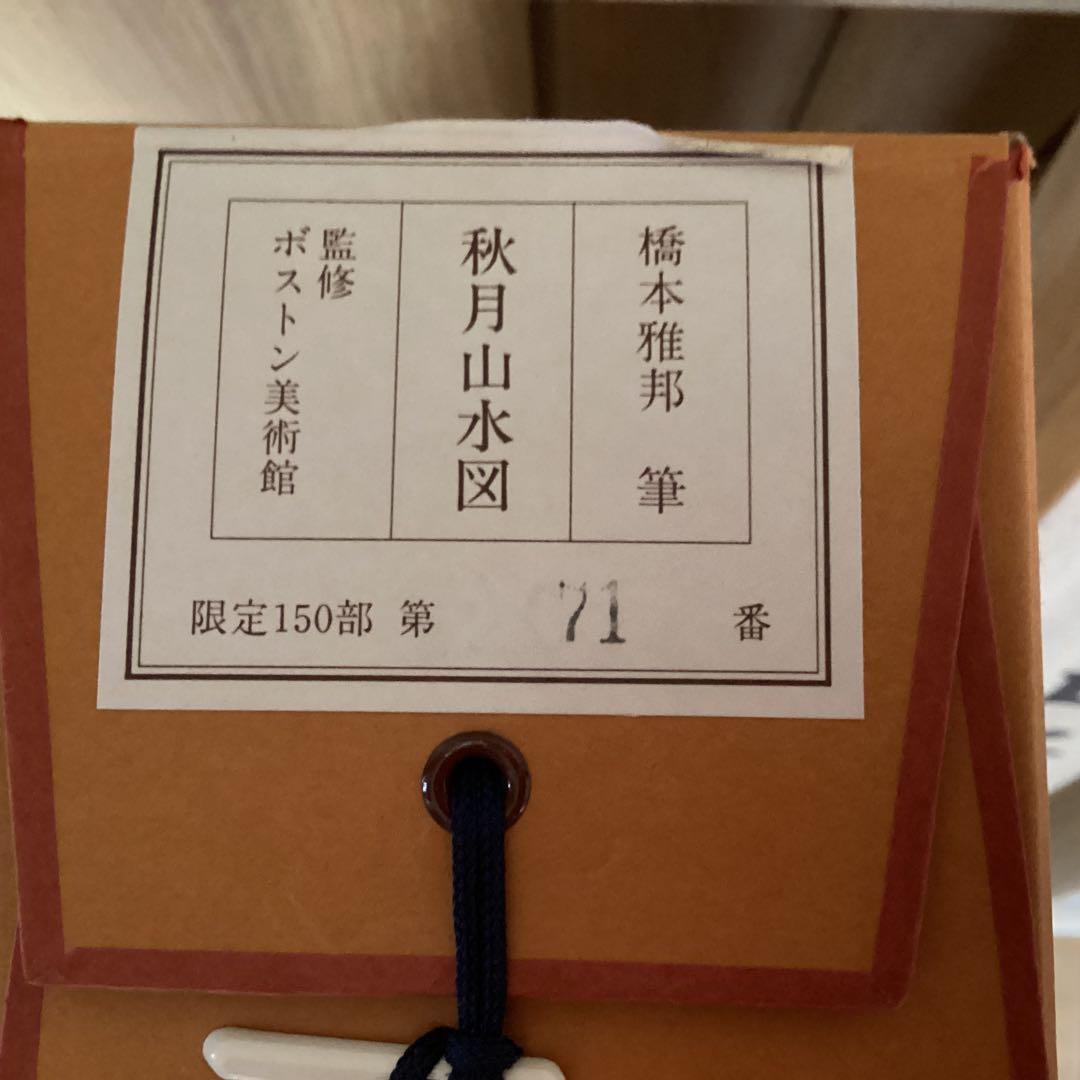 橋本雅邦 筆
秋月山水図
監修
ボストン美術館
限定150部 第 71 番